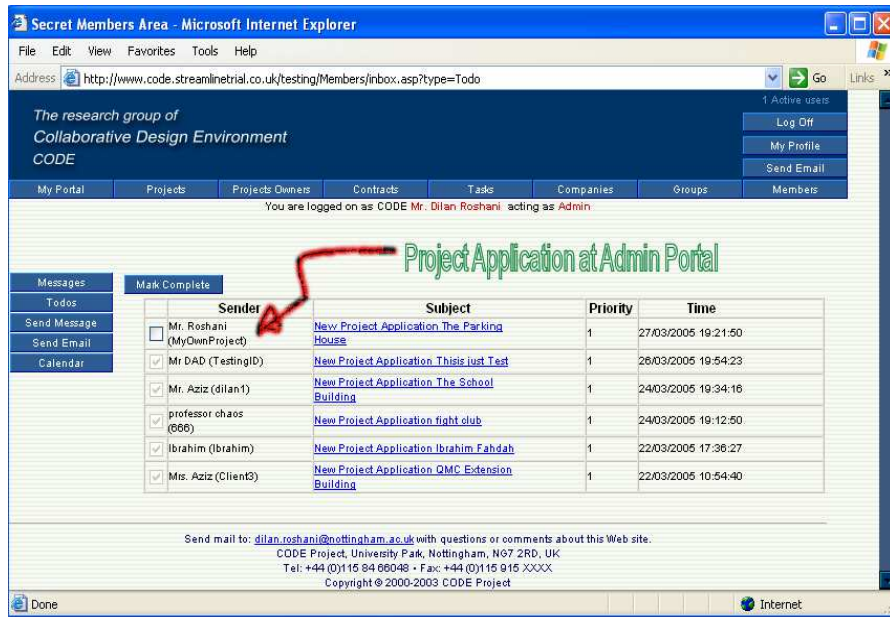 Secret Members Area - Microsoft Internet Explorer
File Edit View Favorites Tools Help
Address http://www.code.streamlinetrial.co.uk/testing/Members/inbox.asp?type=Todo Go Links »
1 Active users
The research group of
Collaborative Design Environment
CODE
Log Off
My Profile
Send Email
My Portal Projects Projects Owners Contracts Tasks Companies Groups Members
You are logged on as CODE Mr. Dilan Roshani acting as Admin
Project Application at Admin Portal
Messages
Todos
Send Message
Send Email
Calendar
Mark Complete
Sender Subject Priority Time
Mr. Roshani
(MyOwnProject)
New Project Application The Parking
House
1 27/03/2005 19:21:50
Mr DAD (TestingID) New Project Application Thisis just Test 1 26/03/2005 19:54:23
Mr. Aziz (dilan1)
New Project Application The School
Building
1 24/03/2005 19:34:16
professor chaos
(666)
New Project Application fight club 1 24/03/2005 19:12:50
Ibrahim (Ibrahim) New Project Application Ibrahim Fahdah 1 22/03/2005 17:36:27
Mrs. Aziz (Client3)
New Project Application QMC Extension
Building
1 22/03/2005 10:54:40
Send mail to: dilan.roshani@nottingham.ac.uk with questions or comments about this Web site.
CODE Project, University Park, Nottingham, NG7 2RD, UK
Tel: +44 (0)115 84 66048 • Fax: +44 (0)115 915 XXXX
Copyright © 2000-2003 CODE Project
Done Internet